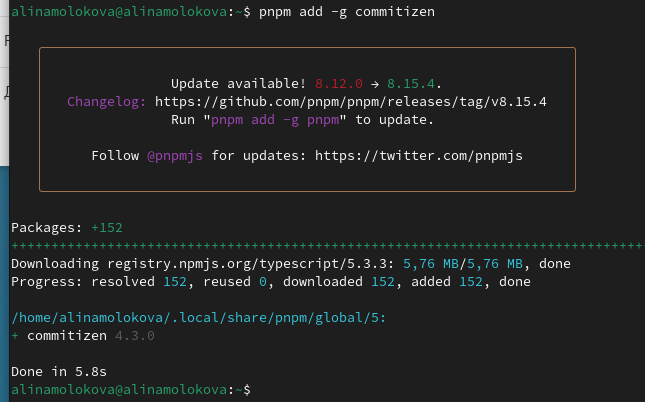 alinamolokova@alinamolokova:~$ pnpm add -g commitizen
Update available! 8.12.0 → 8.15.4.
Changelog: https://github.com/pnpm/pnpm/releases/tag/v8.15.4
Run "pnpm add -g pnpm" to update.
Follow @pnpmjs for updates: https://twitter.com/pnpmjs
Packages: +152
++++++++++++++++++++++++++++++++++++++++++++++++++++++++++++++++++++++++++++++++
Downloading registry.npmjs.org/typescript/5.3.3: 5,76 MB/5,76 MB, done
Progress: resolved 152, reused 0, downloaded 152, added 152, done
/home/alinamolokova/.local/share/pnpm/global/5:
+ commitizen 4.3.0
Done in 5.8s
alinamolokova@alinamolokova:~$